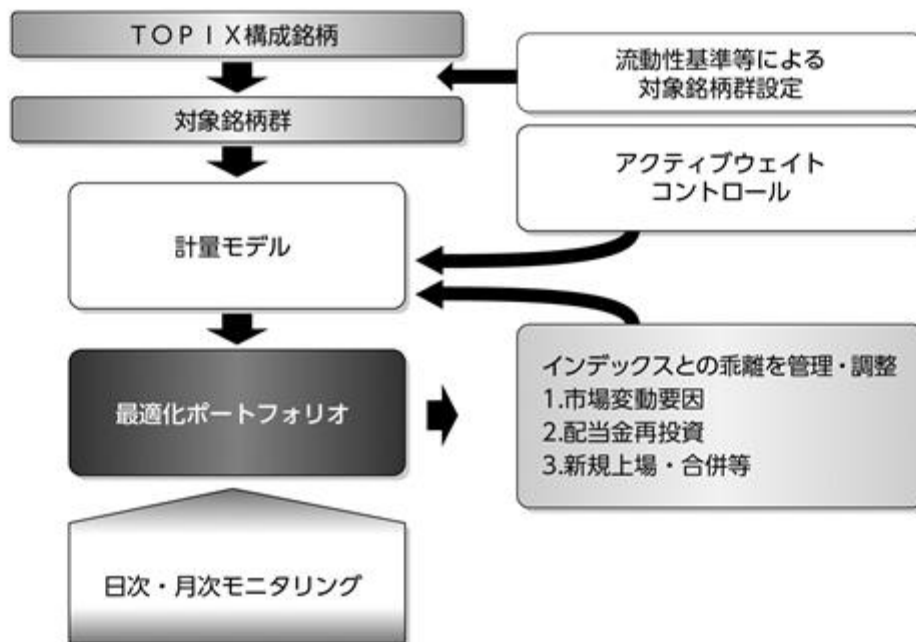 ＴＯＰＩＸ構成銘柄
流動性基準等による
対象銘柄群設定
対象銘柄群
アクティブウェイト
コントロール
計量モデル
最適化ポートフォリオ
インデックスとの乖離を管理・調整
1.市場変動要因
2.配当金再投資
3.新規上場・合併等
日次・月次モニタリング